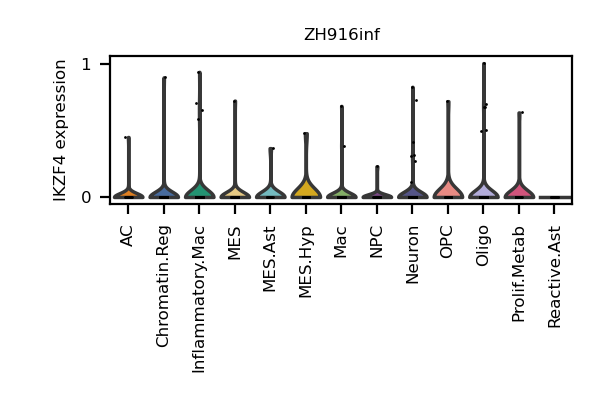 ZH916inf
IKZF4 expression
1
0
AC
Chromatin.Reg
Inflammatory.Mac
MES
MES.Ast
MES.Hyp
Mac
NPC
Neuron
OPC
Oligo
Prolif.Metab
Reactive.Ast